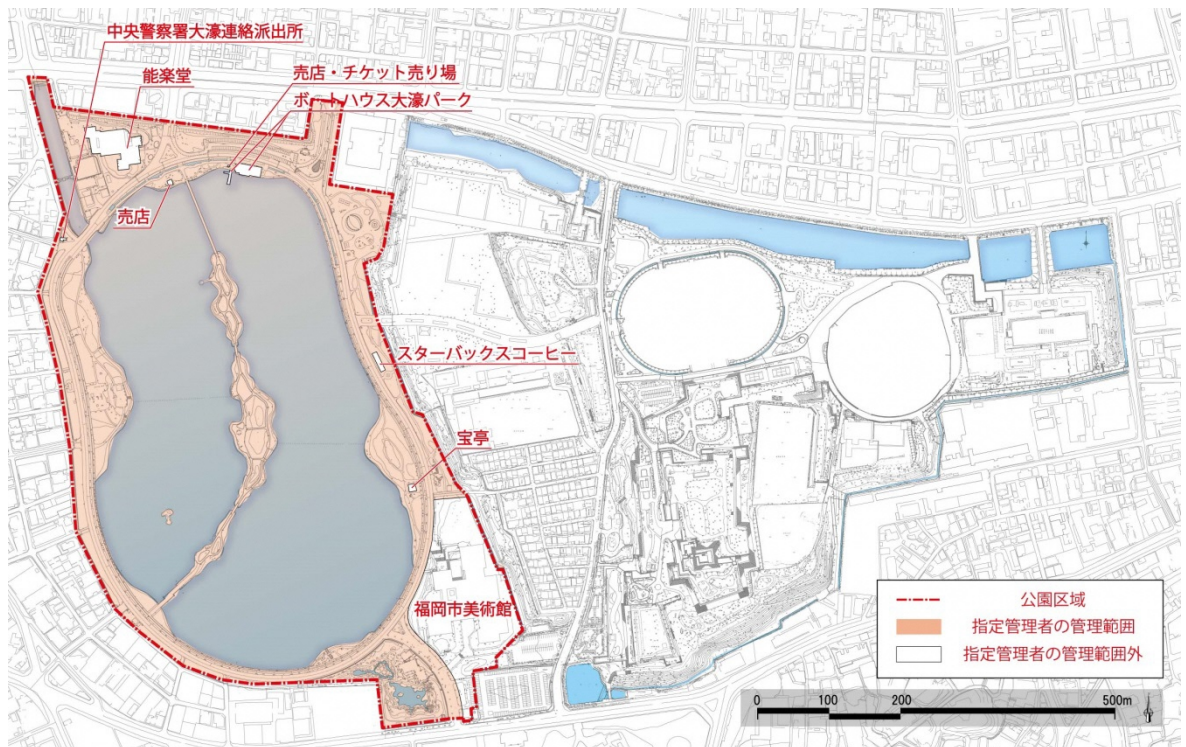 中央警察署大濠連絡派出所
能楽堂
売店・チケット売り場
ボートハウス大濠パーク
売店
スターバックスコーヒー
宝亭
福岡市美術館
公園区域
指定管理者の管理範囲
指定管理者の管理範囲外
0 100 200 500m